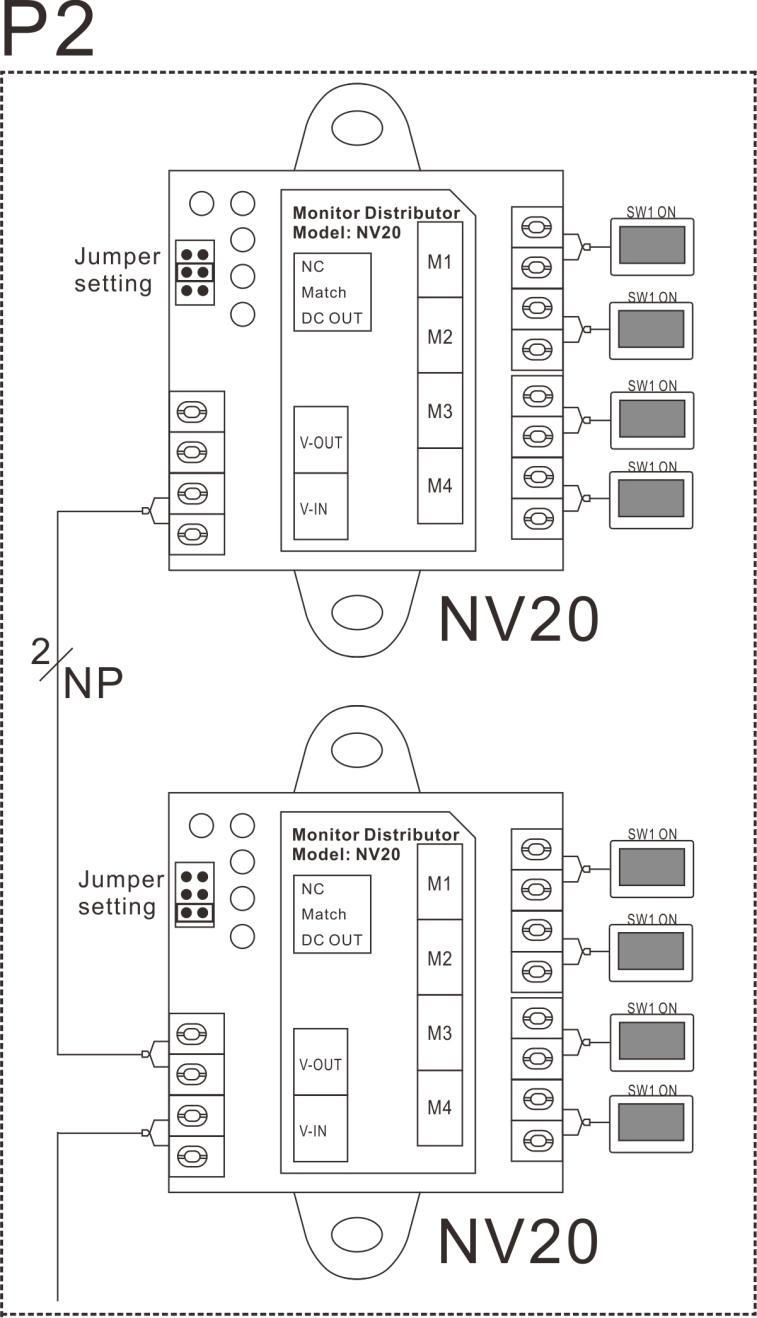 P2
Monitor Distributor
Model: NV20
Jumper
setting
NC
Match
DC OUT
M1
M2
M3
M4
V-OUT
V-IN
SW1 ON
SW1 ON
SW1 ON
SW1 ON
NV20
2
NP
Monitor Distributor
Model: NV20
Jumper
setting
NC
Match
DC OUT
M1
M2
M3
M4
V-OUT
V-IN
SW1 ON
SW1 ON
SW1 ON
SW1 ON
NV20